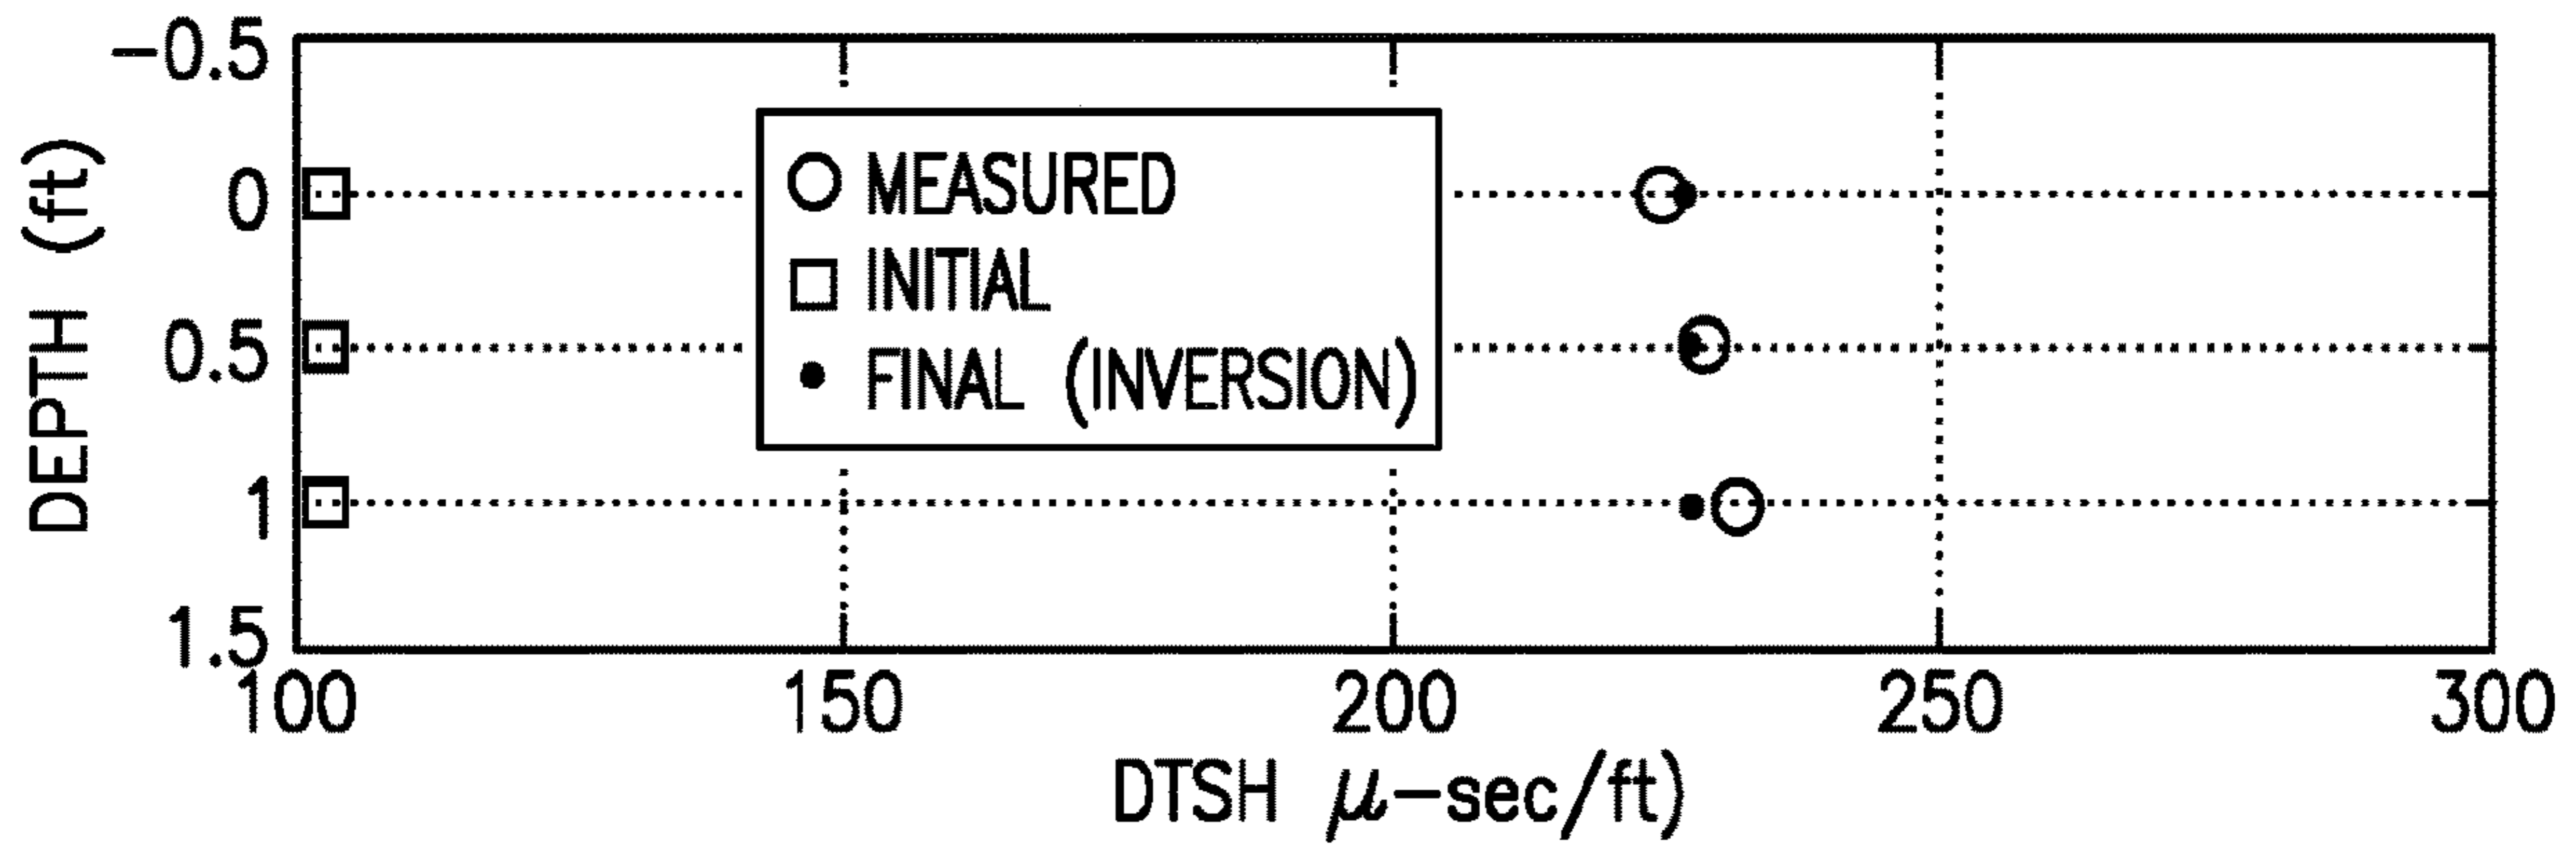 -0.5
0
0.5
1
1.5
DEPTH (ft)
MEASURED
INITIAL
FINAL (INVERSION)
100 150 200 250 300
DTSH μ-sec/ft)